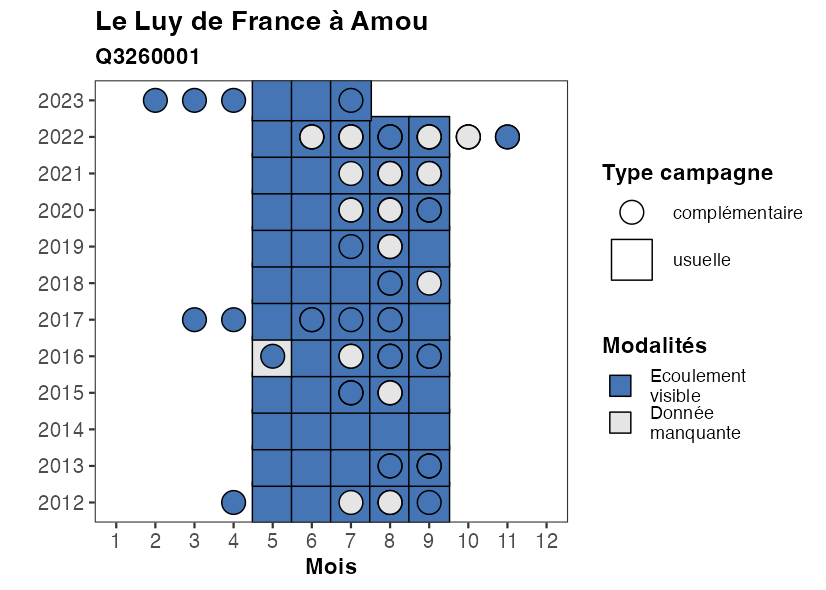 Le Luy de France à Amou
Q3260001
2023
2022
2021
2020
2019
2018
2017
2016
2015
2014
2013
2012
1 2 3 4 5 6 7 8 9 10 11 12
Mois
Type campagne
complémentaire
usuelle
Modalités
Ecoulement
visible
Donnée
manquante